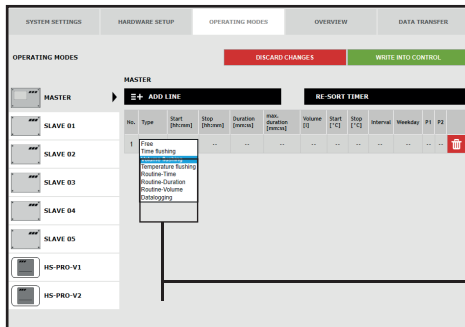 SYSTEM SETTINGS HARDWARE SETUP OPERATING MODES OVERVIEW DATA TRANSFER
OPERATING MODES DISCARD CHANGES WRITE INTO CONTROL
MASTER
MASTER ADD LINE RE-SORT TIMER
No. Type Start [hh:mm] Stop [hh:mm] Duration [mm:ss] max. duration [mm:ss] Volume [l] Start [°C] Stop [°C] Interval Weekday P1 P2
SLAVE 01
1 Free -- -- -- -- -- -- -- -- -- --
Time flushing
SLAVE 02
Temperature flushing
Routine-Time
SLAVE 03
Routine-Duration
Routine-Volume
Datalogging
SLAVE 04
SLAVE 05
HS-PRO-V1
HS-PRO-V2